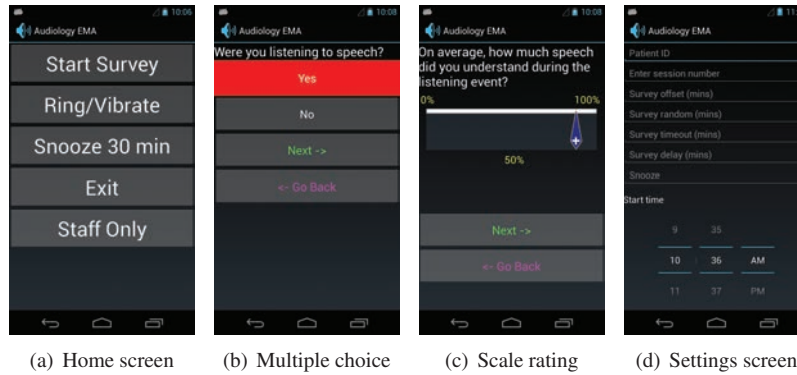 10:06
Audiology EMA
Start Survey
Ring/Vibrate
Snooze 30 min
Exit
Staff Only
(a) Home screen
10:08
Audiology EMA
Were you listening to speech?
Yes
No
Next ->
<- Go Back
(b) Multiple choice
10:08
Audiology EMA
On average, how much speech
did you understand during the
listening event?
0% 100%
50%
Next ->
<- Go Back
(c) Scale rating
11:
Audiology EMA
Patient ID
Enter session number
Survey offset (mins)
Survey random (mins)
Survey timeout (mins)
Survey delay (mins)
Snooze
Start time
9 35
10 : 36 AM
11 37 PM
(d) Settings screen